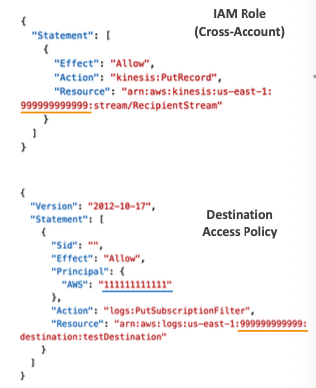 IAM Role
(Cross-Account)
{
"Statement": [
{
"Effect": "Allow",
"Action": "kinesis:PutRecord",
"Resource": "arn:aws:kinesis:us-east-1:
999999999999:stream/RecipientStream"
}
]
}
Destination
Access Policy
{
"Version": "2012-10-17",
"Statement": [
{
"Sid": "",
"Effect": "Allow",
"Principal": {
"AWS": "111111111111"
},
"Action": "logs:PutSubscriptionFilter",
"Resource": "arn:aws:logs:us-east-1:999999999999:
destination:testDestination"
}
]
}